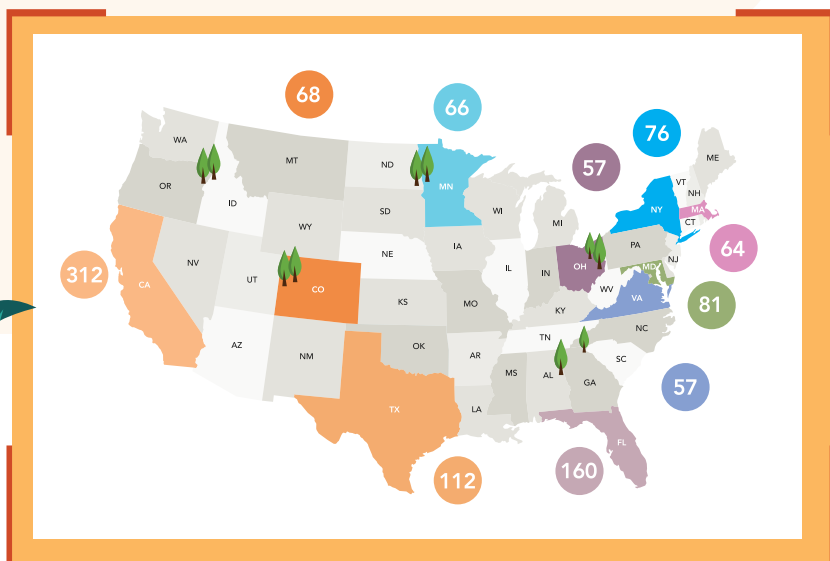 68
66
76
57
ME
WA
VT
MT
ND
NH
OR
MN
ID
SD
WI
NY
MA
MI
CT
WY
64
312
NV
NE
IA
PA
NJ
UT
CA
CO
IL
IN
OH
MD
WV
VA
81
KS
MO
KY
NC
AZ
NM
OK
AR
TN
SC
MS
AL
GA
57
TX
LA
FL
112
160